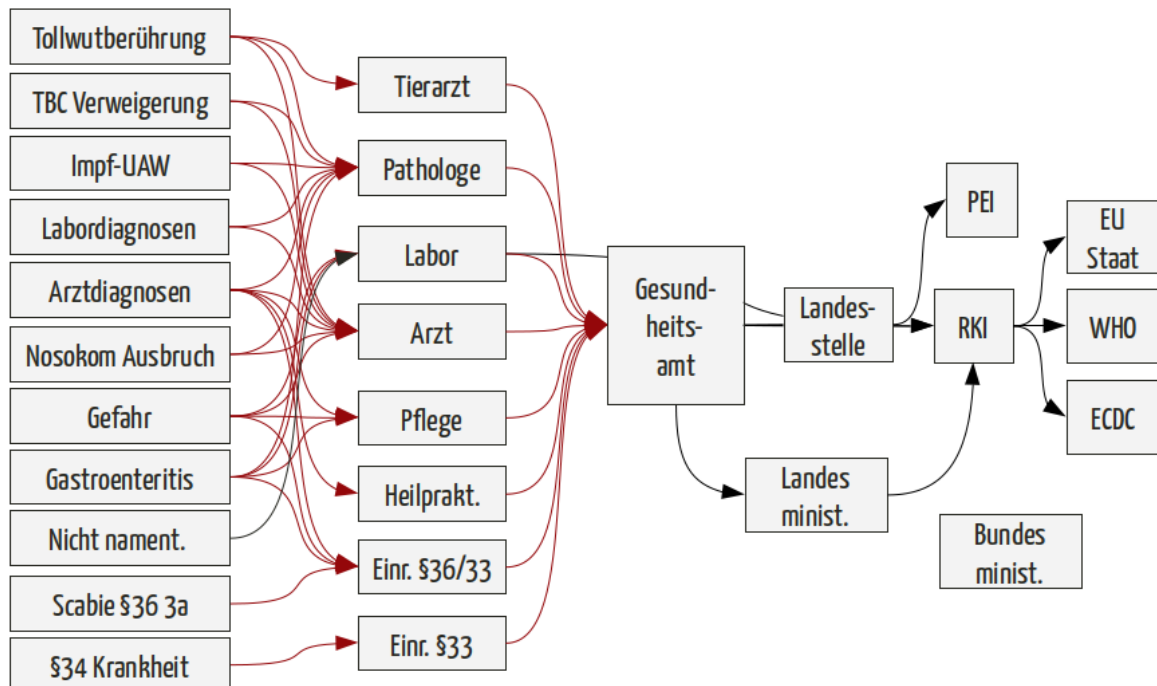 Tollwutberührung
TBC Verweigerung
Impf-UAW
Labordiagnosen
Arztdiagnosen
Nosokom Ausbruch
Gefahr
Gastroenteritis
Nicht nament.
Scabie §36 3a
§34 Krankheit
Tierarzt
Pathologe
Labor
Arzt
Pflege
Heilprakt.
Einr. §36/33
Einr. §33
Gesund-
heits-
amt
Landes-
stelle
Landes
minist.
PEI
RKI
Bundes
minist.
EU
Staat
WHO
ECDC